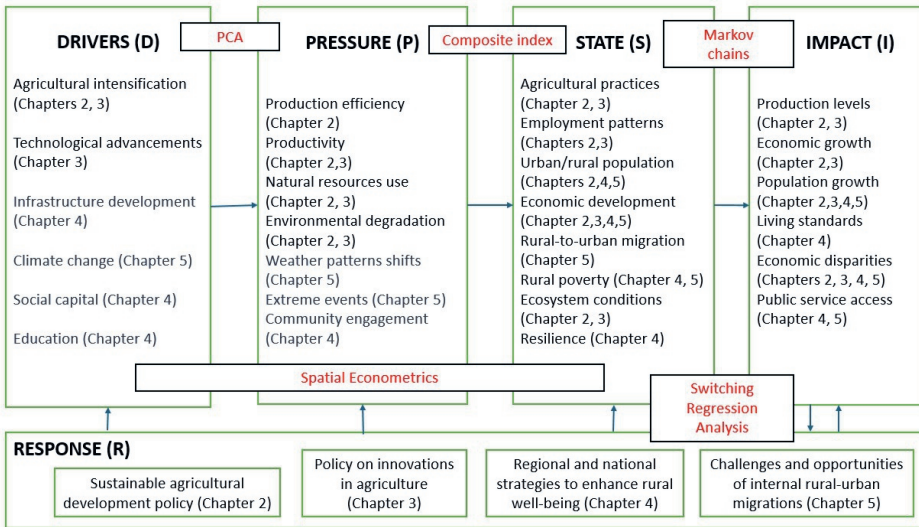 DRIVERS (D)
PCA
PRESSURE (P)
Composite index
STATE (S)
Markov
chains
IMPACT (I)
Agricultural intensification
(Chapters 2, 3)
Technological advancements
(Chapter 3)
Infrastructure development
(Chapter 4)
Climate change (Chapter 5)
Social capital (Chapter 4)
Education (Chapter 4)
Production efficiency
(Chapter 2)
Productivity
(Chapter 2,3)
Natural resources use
(Chapter 2, 3)
Environmental degradation
(Chapter 2, 3)
Weather patterns shifts
(Chapter 5)
Extreme events (Chapter 5)
Community engagement
(Chapter 4)
Agricultural practices
(Chapter 2, 3)
Employment patterns
(Chapters 2,3)
Urban/rural population
(Chapters 2,4,5)
Economic development
(Chapter 2,3,4,5)
Rural-to-urban migration
(Chapter 5)
Rural poverty (Chapter 4, 5)
Ecosystem conditions
(Chapter 2, 3)
Resilience (Chapter 4)
Production levels
(Chapter 2, 3)
Economic growth
(Chapter 2,3)
Population growth
(Chapter 2,3,4,5)
Living standards
(Chapter 4)
Economic disparities
(Chapters 2, 3, 4, 5)
Public service access
(Chapter 4, 5)
Spatial Econometrics
Switching
Regression
Analysis
RESPONSE (R)
Sustainable agricultural
development policy (Chapter 2)
Policy on innovations
in agriculture
(Chapter 3)
Regional and national
strategies to enhance rural
well-being (Chapter 4)
Challenges and opportunities
of internal rural-urban
migrations (Chapter 5)